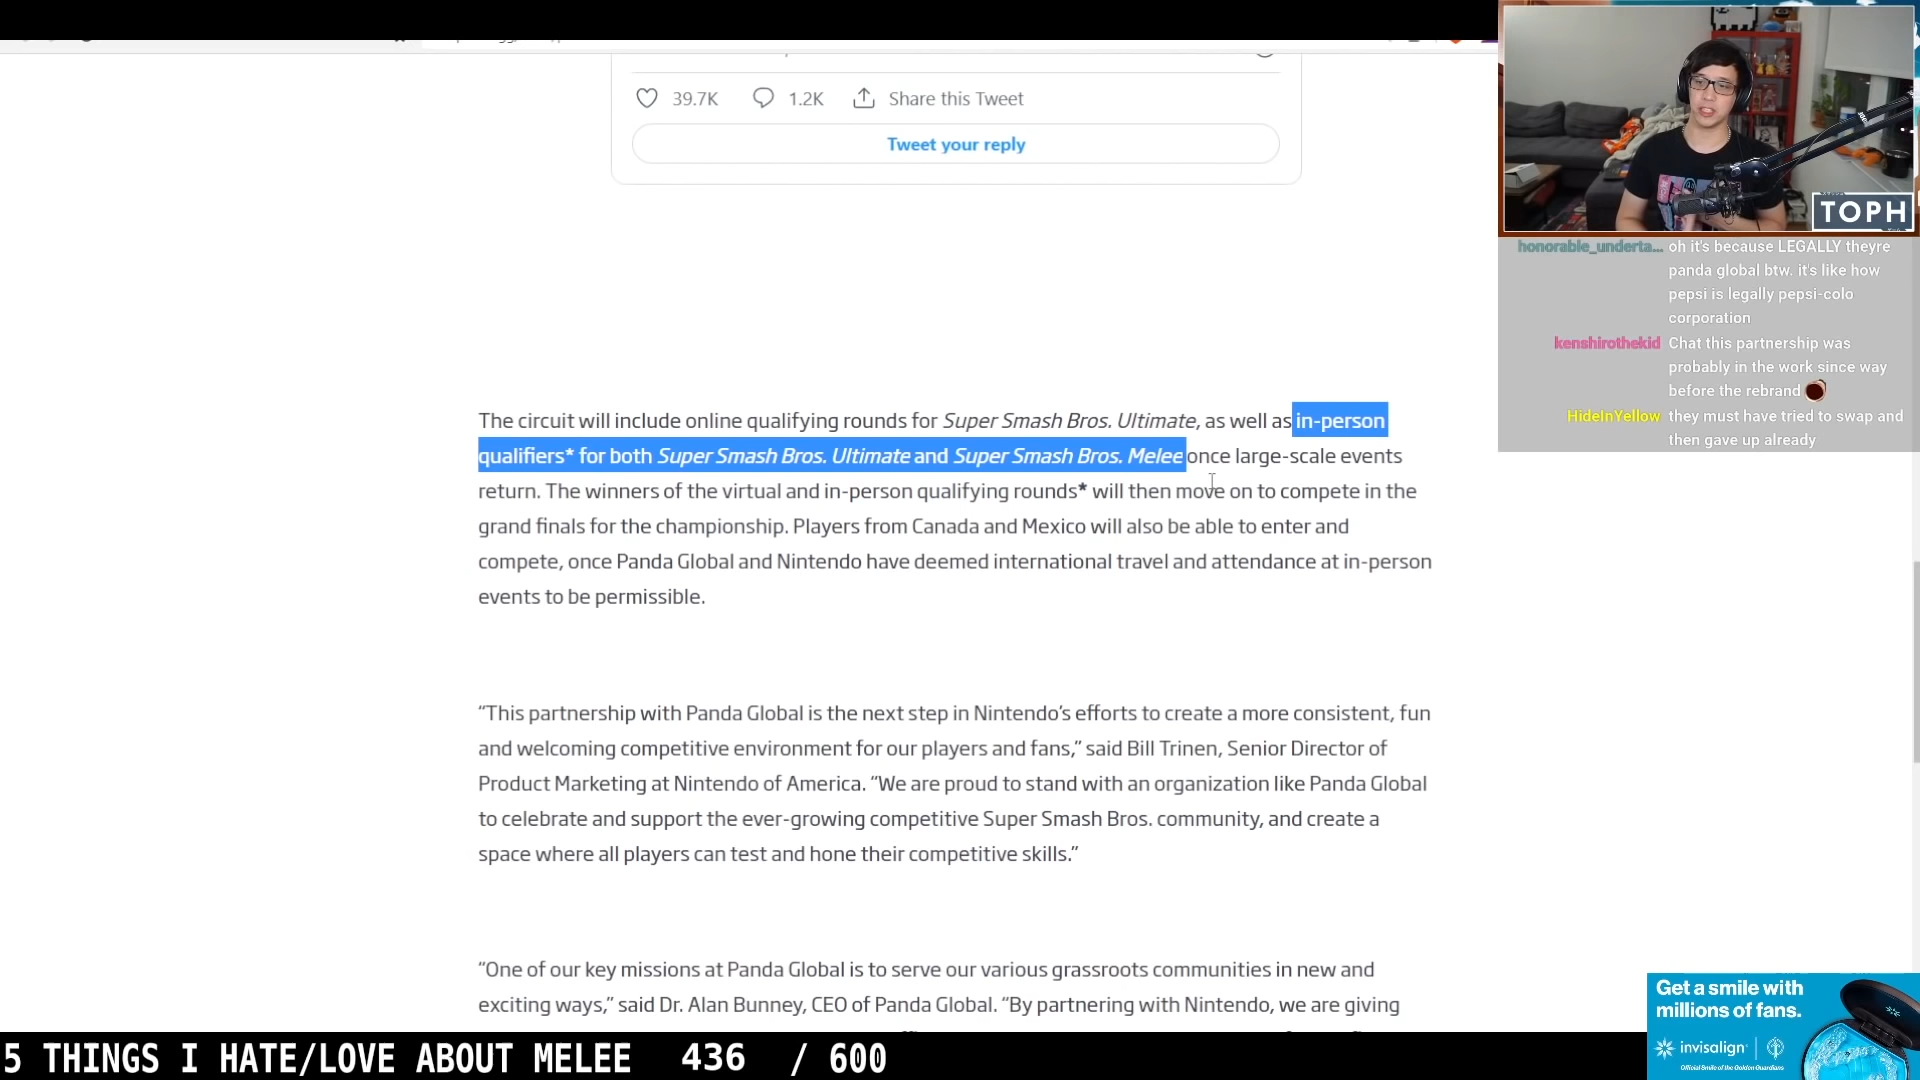 39.7K 1.2K Share this Tweet
Tweet your reply
The circuit will include online qualifying rounds for Super Smash Bros. Ultimate, as well as in-person
qualifiers* for both Super Smash Bros. Ultimate and Super Smash Bros. Melee once large-scale events
return. The winners of the virtual and in-person qualifying rounds* will then move on to compete in the
grand finals for the championship. Players from Canada and Mexico will also be able to enter and
compete, once Panda Global and Nintendo have deemed international travel and attendance at in-person
events to be permissible.
“This partnership with Panda Global is the next step in Nintendo’s efforts to create a more consistent, fun
and welcoming competitive environment for our players and fans,” said Bill Trinen, Senior Director of
Product Marketing at Nintendo of America. “We are proud to stand with an organization like Panda Global
to celebrate and support the ever-growing competitive Super Smash Bros. community, and create a
space where all players can test and hone their competitive skills.”
“One of our key missions at Panda Global is to serve our various grassroots communities in new and
exciting ways,” said Dr. Alan Bunney, CEO of Panda Global. “By partnering with Nintendo, we are giving
TOPH
honorable_underta... oh it's because LEGALLY theyre
panda global btw. it's like how
pepsi is legally pepsi-colo
corporation
kenshirothekid Chat this partnership was
probably in the work since way
before the rebrand
HideInYellow they must have tried to swap and
then gave up already
Get a smile with
millions of fans.
invisalign
Official Smile of the Golden Guardians
5 THINGS I HATE/LOVE ABOUT MELEE 436 / 600